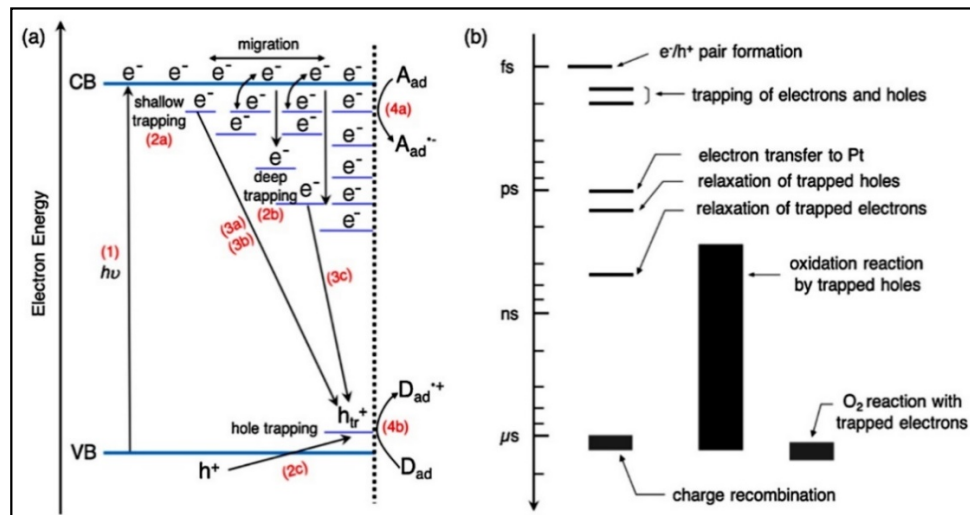 (a)
migration
CB
e⁻ e⁻ e⁻ e⁻ e⁻ e⁻
A_ad
shallow
trapping
(2a)
e⁻ e⁻ e⁻ e⁻
e⁻ e⁻
(4a)
A_ad•-
e⁻
e⁻
e⁻
deep
trapping
(2b)
e⁻
e⁻
e⁻
(1)
hυ
(3a)
(3b)
(3c)
Electron Energy
D_ad•+
h_tr⁺
hole trapping
(4b)
VB
h⁺
(2c)
D_ad
(b)
fs
e⁻/h⁺ pair formation
trapping of electrons and holes
electron transfer to Pt
ps
relaxation of trapped holes
relaxation of trapped electrons
oxidation reaction
by trapped holes
ns
O₂ reaction with
trapped electrons
µs
charge recombination